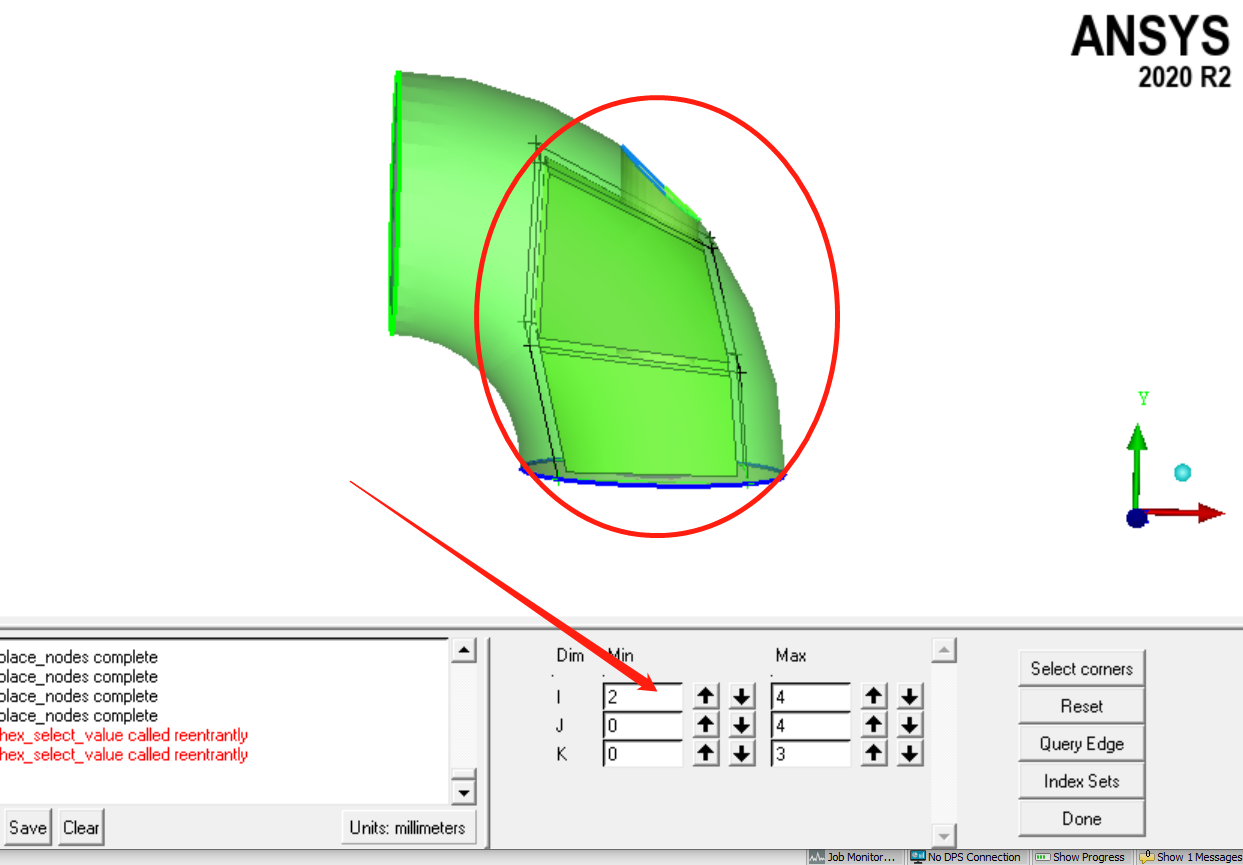 ANSYS
2020 R2
Y
place_nodes complete
place_nodes complete
place_nodes complete
place_nodes complete
hex_select_value called reentrantly
hex_select_value called reentrantly
Save Clear Units: millimeters
Dim Min Max
I 2 4
J 0 4
K 0 3
Select corners
Reset
Query Edge
Index Sets
Done
Job Monitor... No DPS Connection Show Progress 0 Show 1 Messages